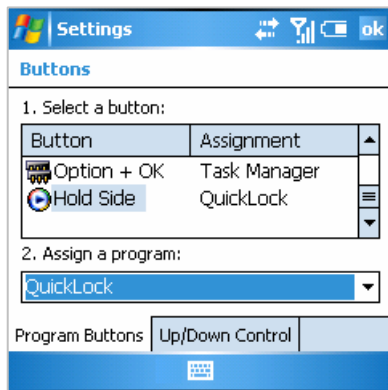 Settings ok
Buttons
1. Select a button:
Button Assignment
Option + OK Task Manager
Hold Side QuickLock
2. Assign a program:
QuickLock
Program Buttons Up/Down Control